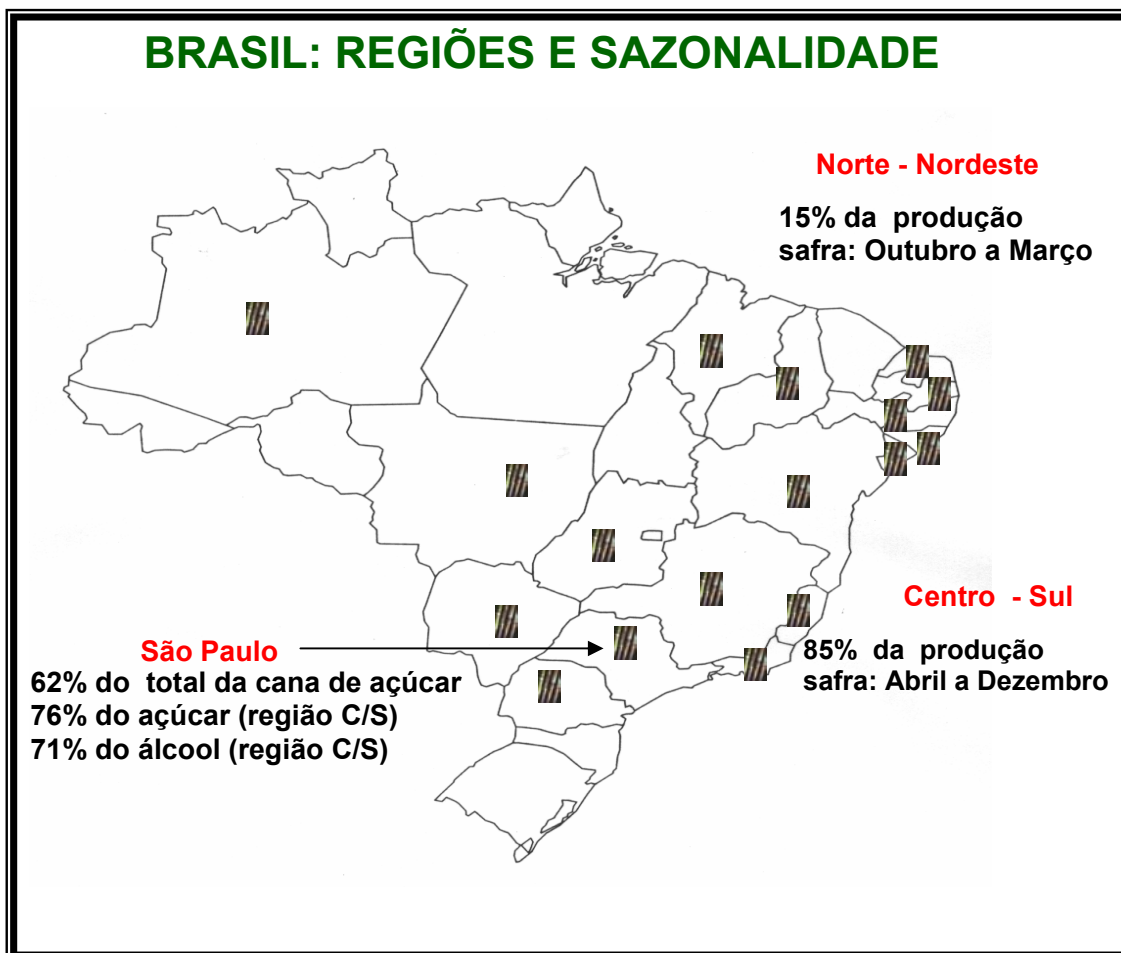 BRASIL: REGIÕES E SAZONALIDADE
Norte - Nordeste
15% da produção
safra: Outubro a Março
Centro - Sul
85% da produção
safra: Abril a Dezembro
São Paulo
62% do total da cana de açúcar
76% do açúcar (região C/S)
71% do álcool (região C/S)